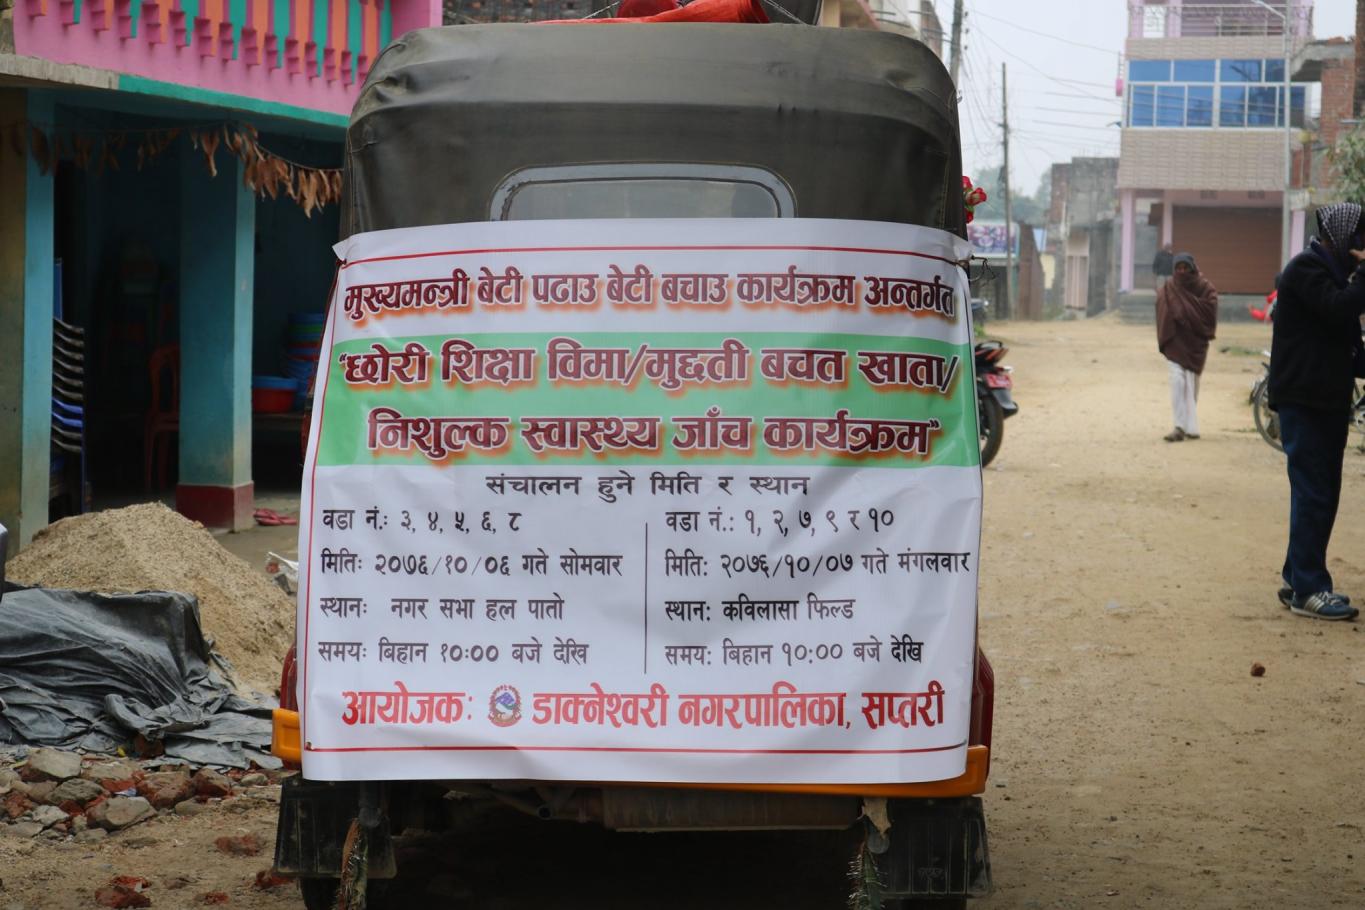 मुख्यमन्त्री बेटी पढाउ बेटी बचाउ कार्यक्रम अन्तर्गत
“छोरी शिक्षा विमा/मुद्दती बचत खाता/
निशुल्क स्वास्थ्य जाँच कार्यक्रम”
संचालन हुने मिति र स्थान
वडा नं.: ३, ४, ५, ६, ८
मितिः २०७६/१०/०६ गते सोमवार
स्थानः नगर सभा हल पातो
समयः बिहान १०:०० बजे देखि
वडा नं.: १, २, ७, ९ र १०
मिति: २०७६/१०/०७ गते मंगलवार
स्थान: कविलासा फिल्ड
समय: बिहान १०:०० बजे देखि
आयोजक: डाक्नेश्वरी नगरपालिका, सप्तरी